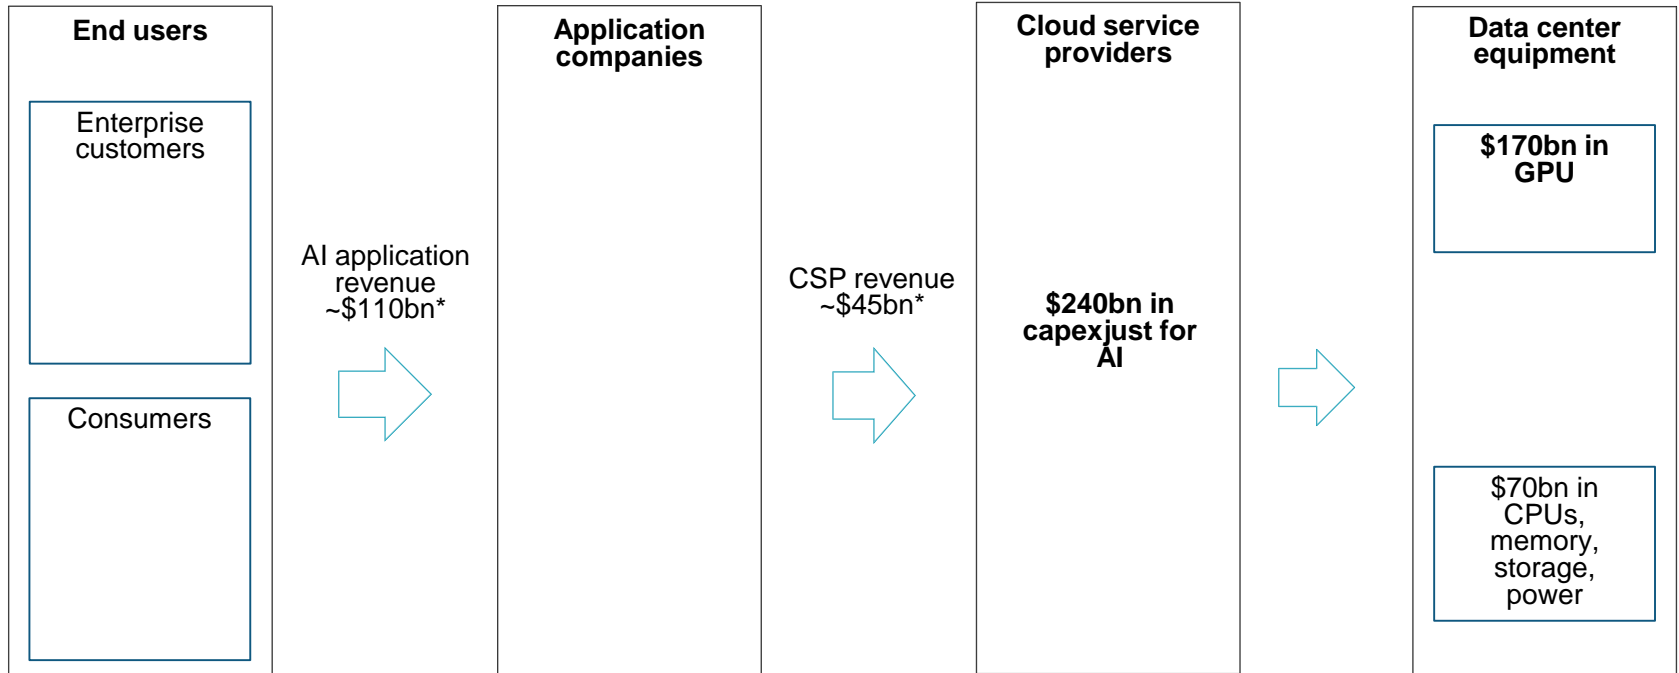 End users
Enterprise
customers
Consumers
AI application
revenue
~$110bn*
Application
companies
CSP revenue
~$45bn*
Cloud service
providers
$240bn in
capexjust for
AI
Data center
equipment
$170bn in
GPU
$70bn in
CPUs,
memory,
storage,
power